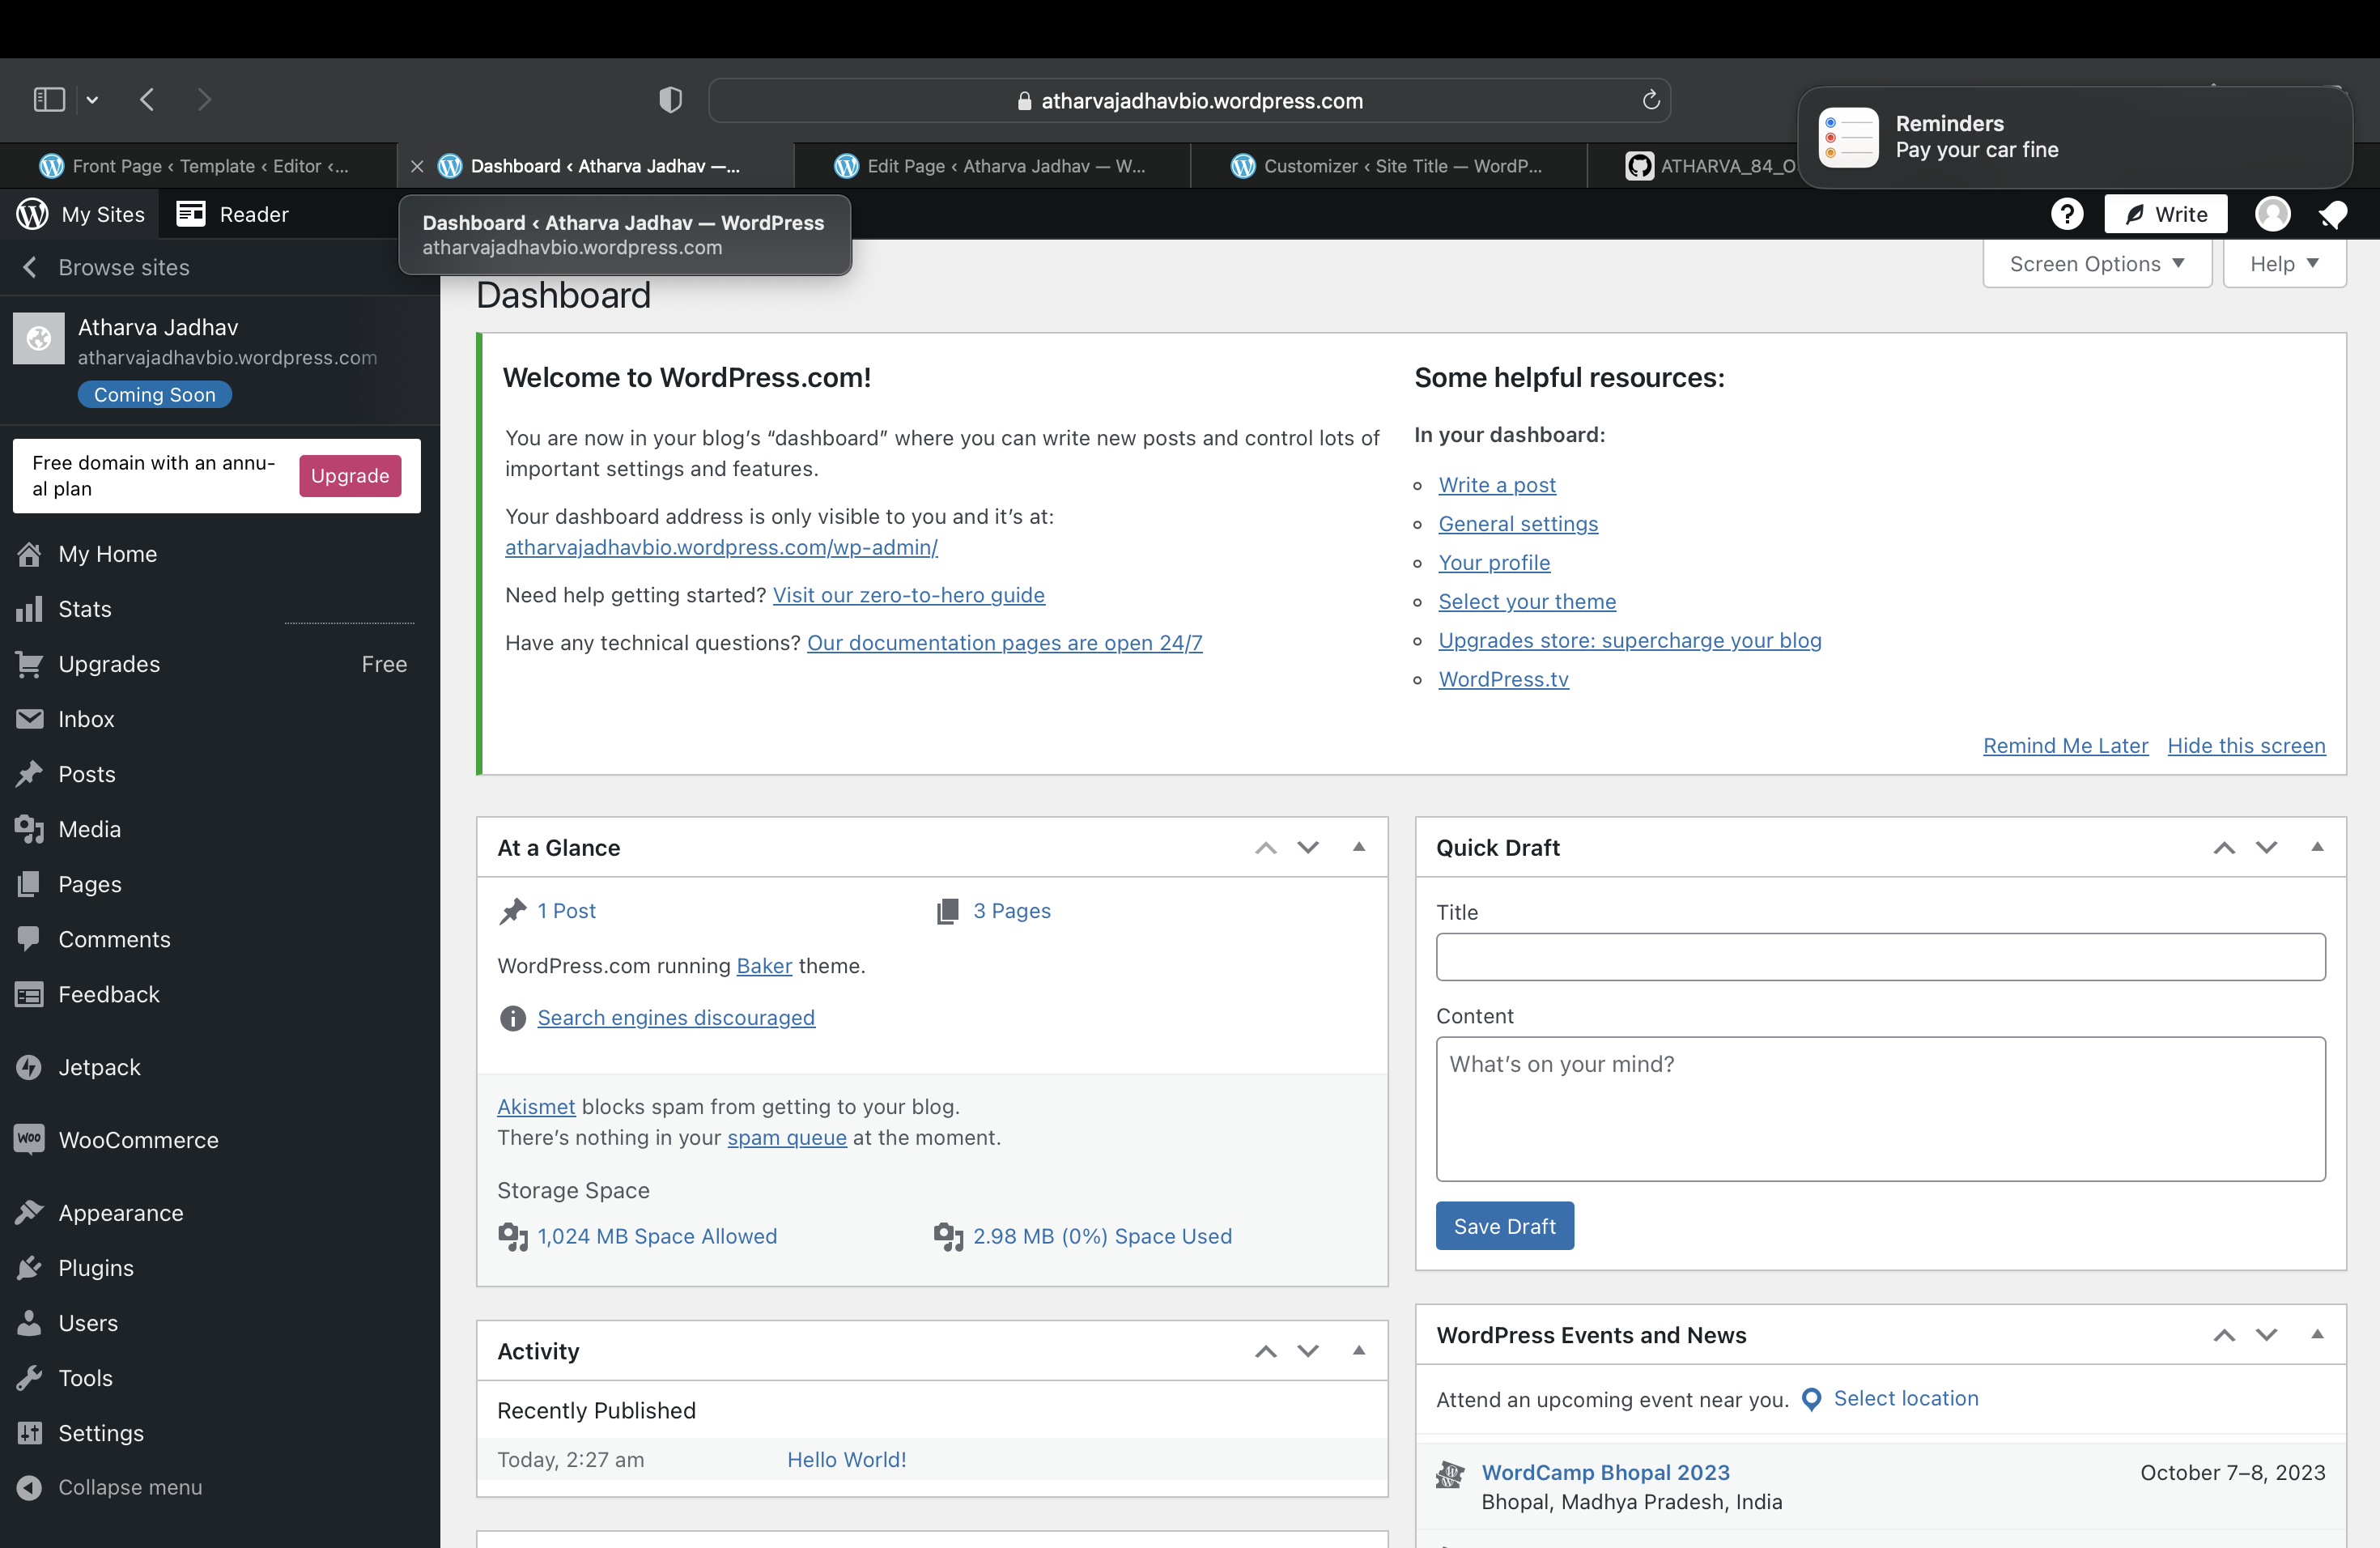 atharvajadhavbio.wordpress.com
Reminders
Pay your car fine
Front Page ‹ Template ‹ Editor ‹...
Dashboard ‹ Atharva Jadhav —...
Edit Page ‹ Atharva Jadhav — W...
Customizer ‹ Site Title — WordP...
ATHARVA_84_O
My Sites
Reader
Dashboard ‹ Atharva Jadhav — WordPress
atharvajadhavbio.wordpress.com
Write
Browse sites
Atharva Jadhav
atharvajadhavbio.wordpress.com
Coming Soon
Free domain with an annu-
al plan
Upgrade
My Home
Stats
Upgrades
Free
Inbox
Posts
Media
Pages
Comments
Feedback
Jetpack
Woo
WooCommerce
Appearance
Plugins
Users
Tools
Settings
Collapse menu
Screen Options
Help
Dashboard
Welcome to WordPress.com!
You are now in your blog’s “dashboard” where you can write new posts and control lots of
important settings and features.
Your dashboard address is only visible to you and it’s at:
atharvajadhavbio.wordpress.com/wp-admin/
Need help getting started? Visit our zero-to-hero guide
Have any technical questions? Our documentation pages are open 24/7
Some helpful resources:
In your dashboard:
Write a post
General settings
Your profile
Select your theme
Upgrades store: supercharge your blog
WordPress.tv
Remind Me Later
Hide this screen
At a Glance
1 Post
3 Pages
WordPress.com running Baker theme.
Search engines discouraged
Akismet blocks spam from getting to your blog.
There’s nothing in your spam queue at the moment.
Storage Space
1,024 MB Space Allowed
2.98 MB (0%) Space Used
Activity
Recently Published
Today, 2:27 am
Hello World!
Quick Draft
Title
Content
What’s on your mind?
Save Draft
WordPress Events and News
Attend an upcoming event near you.
Select location
WordCamp Bhopal 2023
October 7–8, 2023
Bhopal, Madhya Pradesh, India